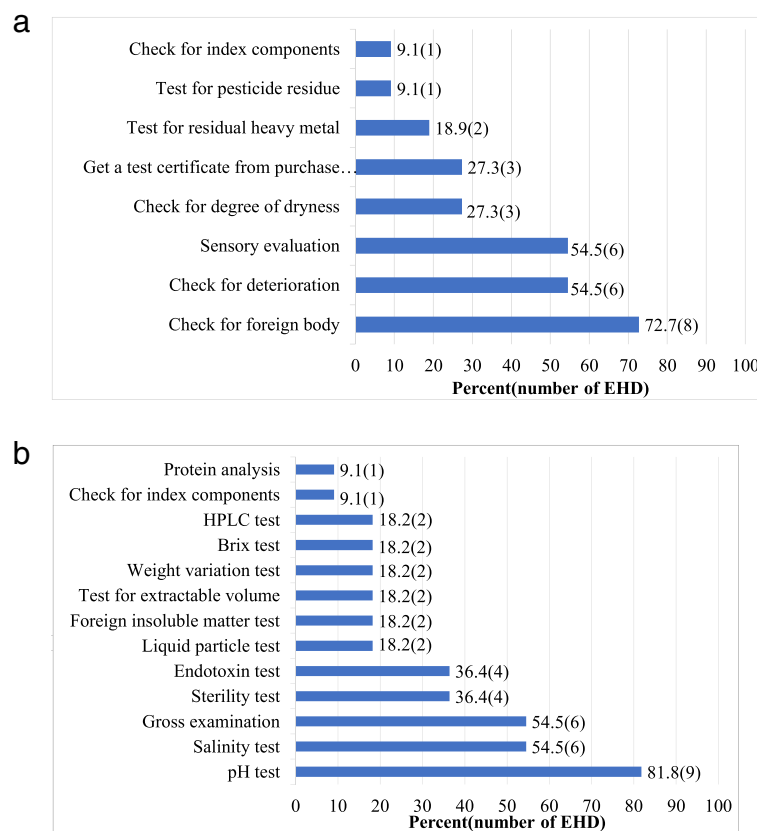 a
Check for index components 9.1(1)
Test for pesticide residue 9.1(1)
Test for residual heavy metal 18.9(2)
Get a test certificate from purchase… 27.3(3)
Check for degree of dryness 27.3(3)
Sensory evaluation 54.5(6)
Check for deterioration 54.5(6)
Check for foreign body 72.7(8)
0 10 20 30 40 50 60 70 80 90 100
Percent(number of EHD)
b
Protein analysis 9.1(1)
Check for index components 9.1(1)
HPLC test 18.2(2)
Brix test 18.2(2)
Weight variation test 18.2(2)
Test for extractable volume 18.2(2)
Foreign insoluble matter test 18.2(2)
Liquid particle test 18.2(2)
Endotoxin test 36.4(4)
Sterility test 36.4(4)
Gross examination 54.5(6)
Salinity test 54.5(6)
pH test 81.8(9)
0 10 20 30 40 50 60 70 80 90 100
Percent(number of EHD)